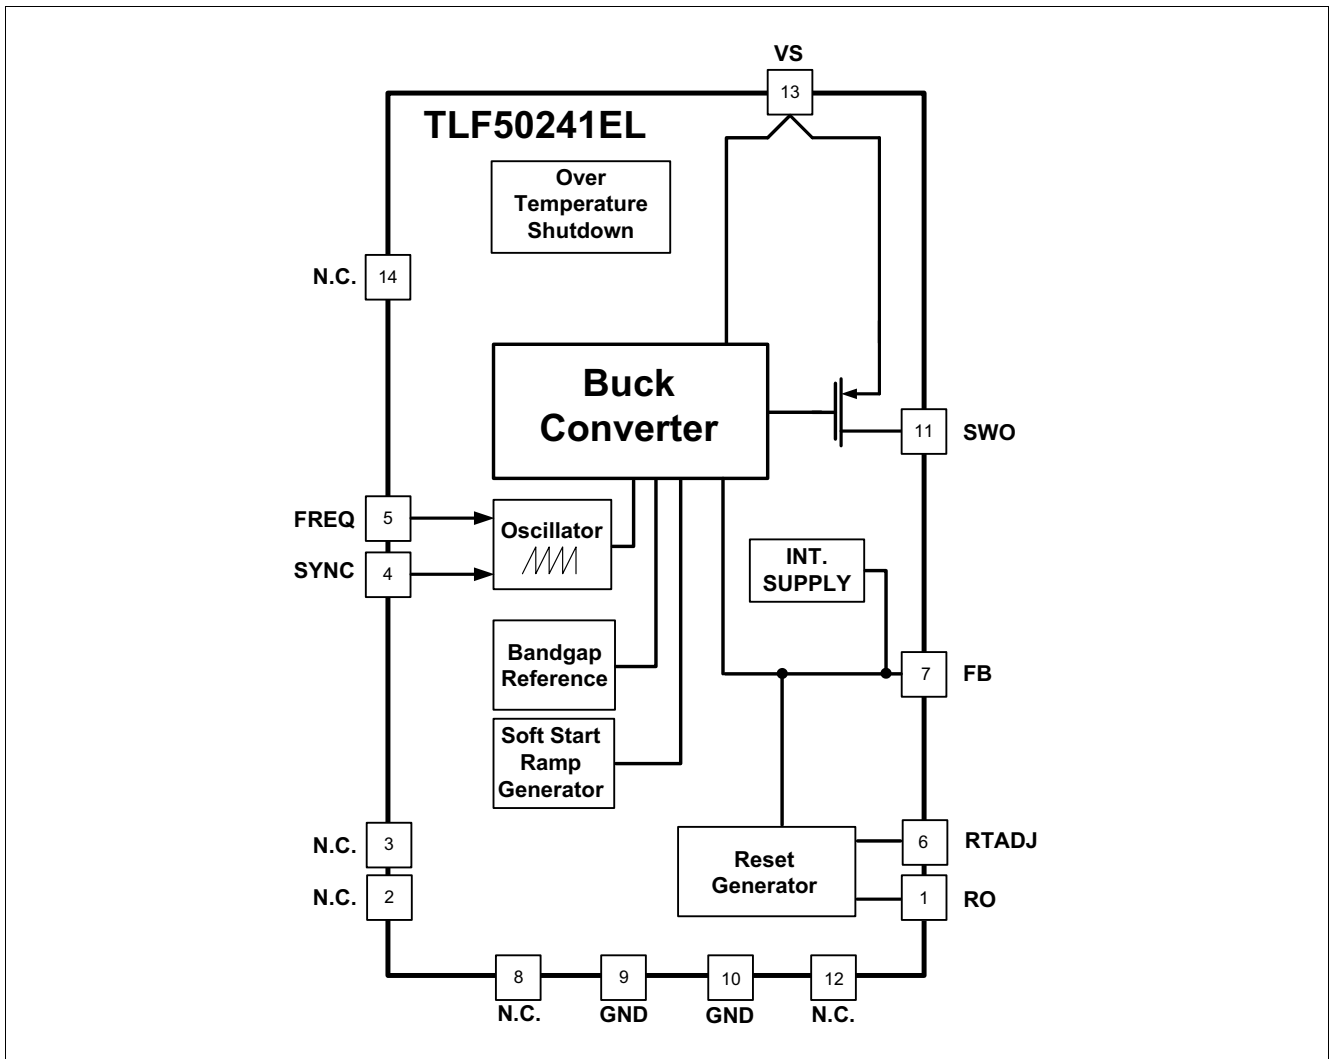 VS
13
TLF50241EL
Over
Temperature
Shutdown
N.C.
14
Buck
Converter
11
SWO
FREQ
5
Oscillator
SYNC
4
INT.
SUPPLY
Bandgap
Reference
7
FB
Soft Start
Ramp
Generator
N.C.
3
Reset
Generator
6
RTADJ
N.C.
2
1
RO
8
9
10
12
N.C.
GND
GND
N.C.